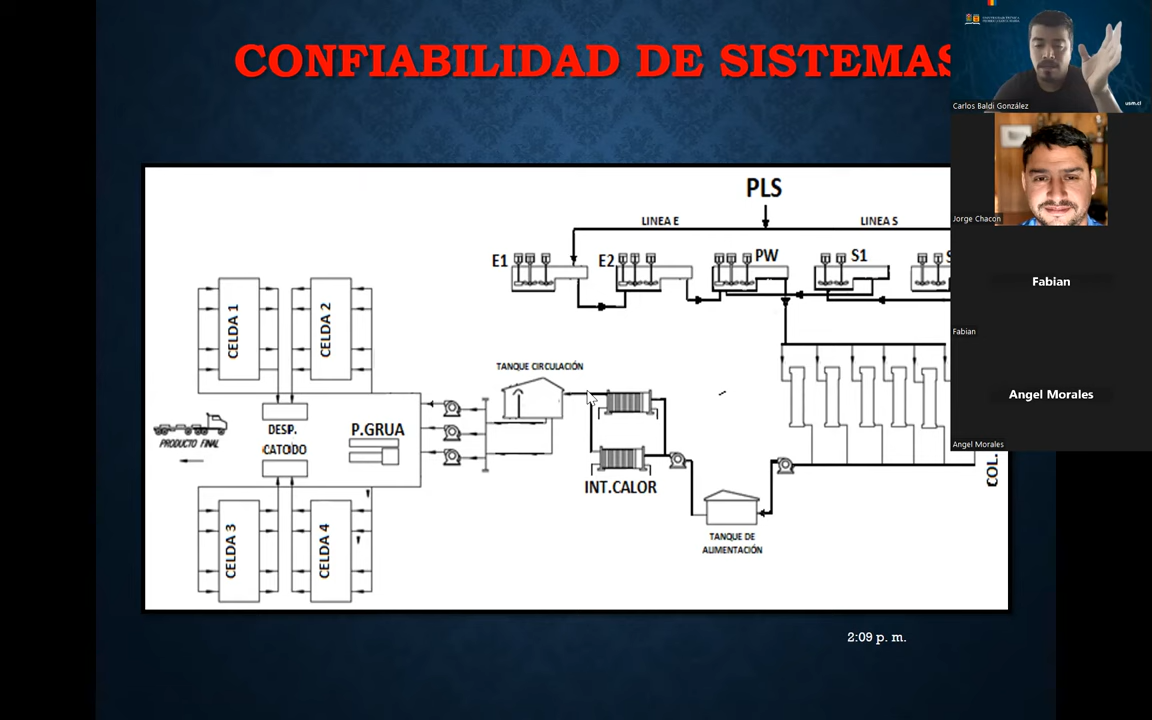 CONFIABILIDAD DE SISTEMAS
PLS
LINEA E
LINEA S
E1
E2
PW
S1
CELDA 1
CELDA 2
TANQUE CIRCULACIÓN
DESP.
CATODO
P.GRUA
PRODUCTO FINAL
INT.CALOR
CELDA 3
CELDA 4
TANQUE DE
ALIMENTACIÓN
COL.
2:09 p. m.
usm.cl
Carlos Baldi González
Jorge Chacon
Fabian
Fabian
Angel Morales
Angel Morales